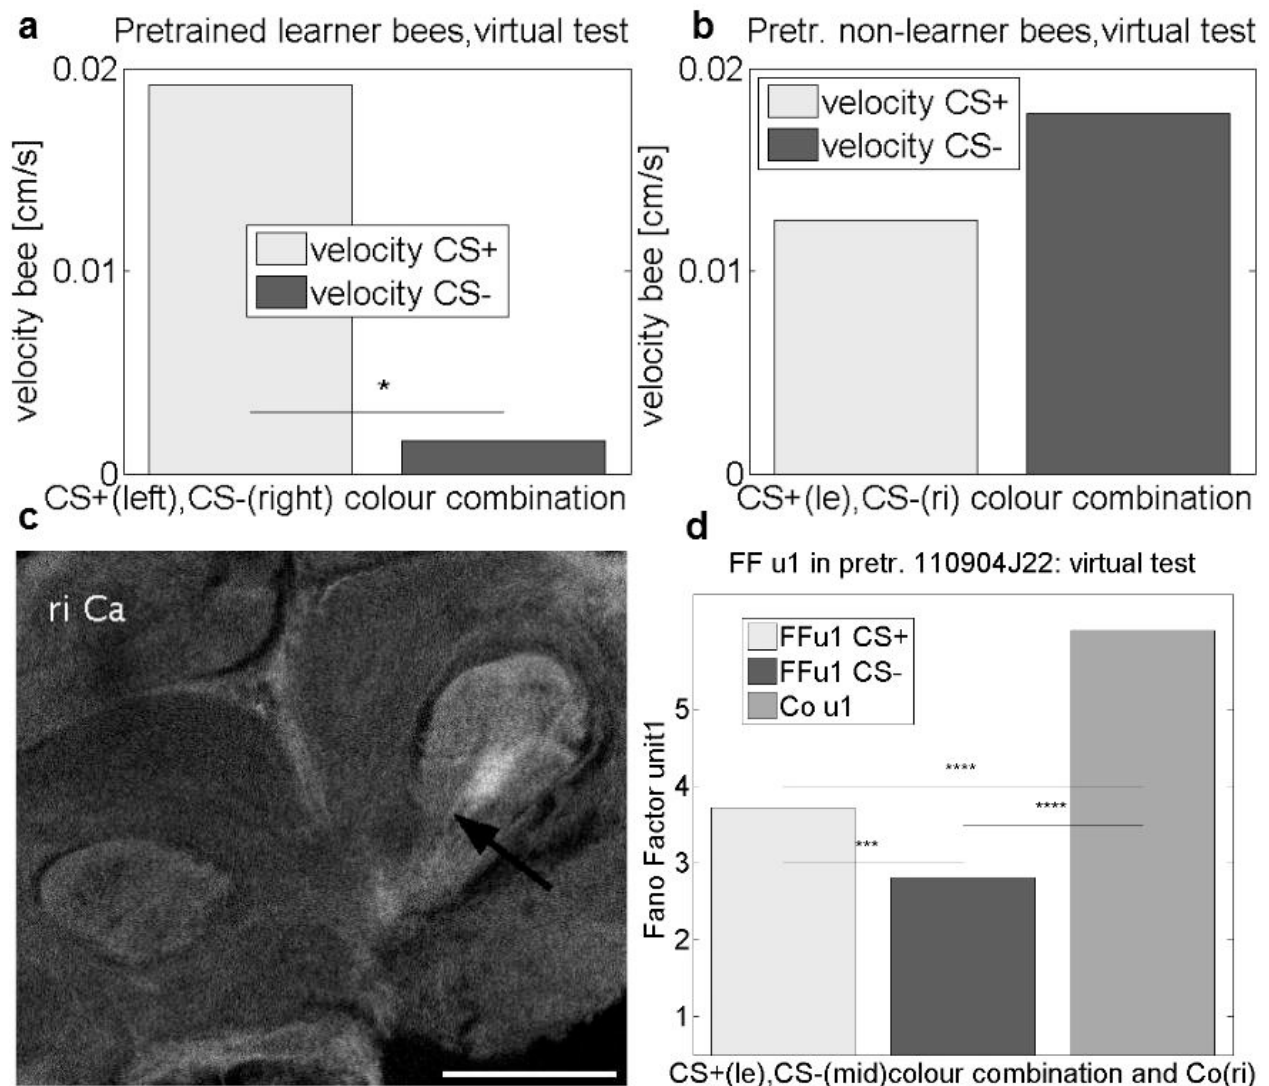 a
Pretrained learner bees,virtual test
0.02
0.01
0
velocity bee [cm/s]
velocity CS+
velocity CS-
*
CS+(left),CS-(right) colour combination
b
Pretr. non-learner bees,virtual test
0.02
0.01
0
velocity bee [cm/s]
velocity CS+
velocity CS-
CS+(le),CS-(ri) colour combination
c
ri Ca
d
FF u1 in pretr. 110904J22: virtual test
5
4
3
2
1
Fano Factor unit1
FFu1 CS+
FFu1 CS-
Co u1
****
****
***
CS+(le),CS-(mid)colour combination and Co(ri)